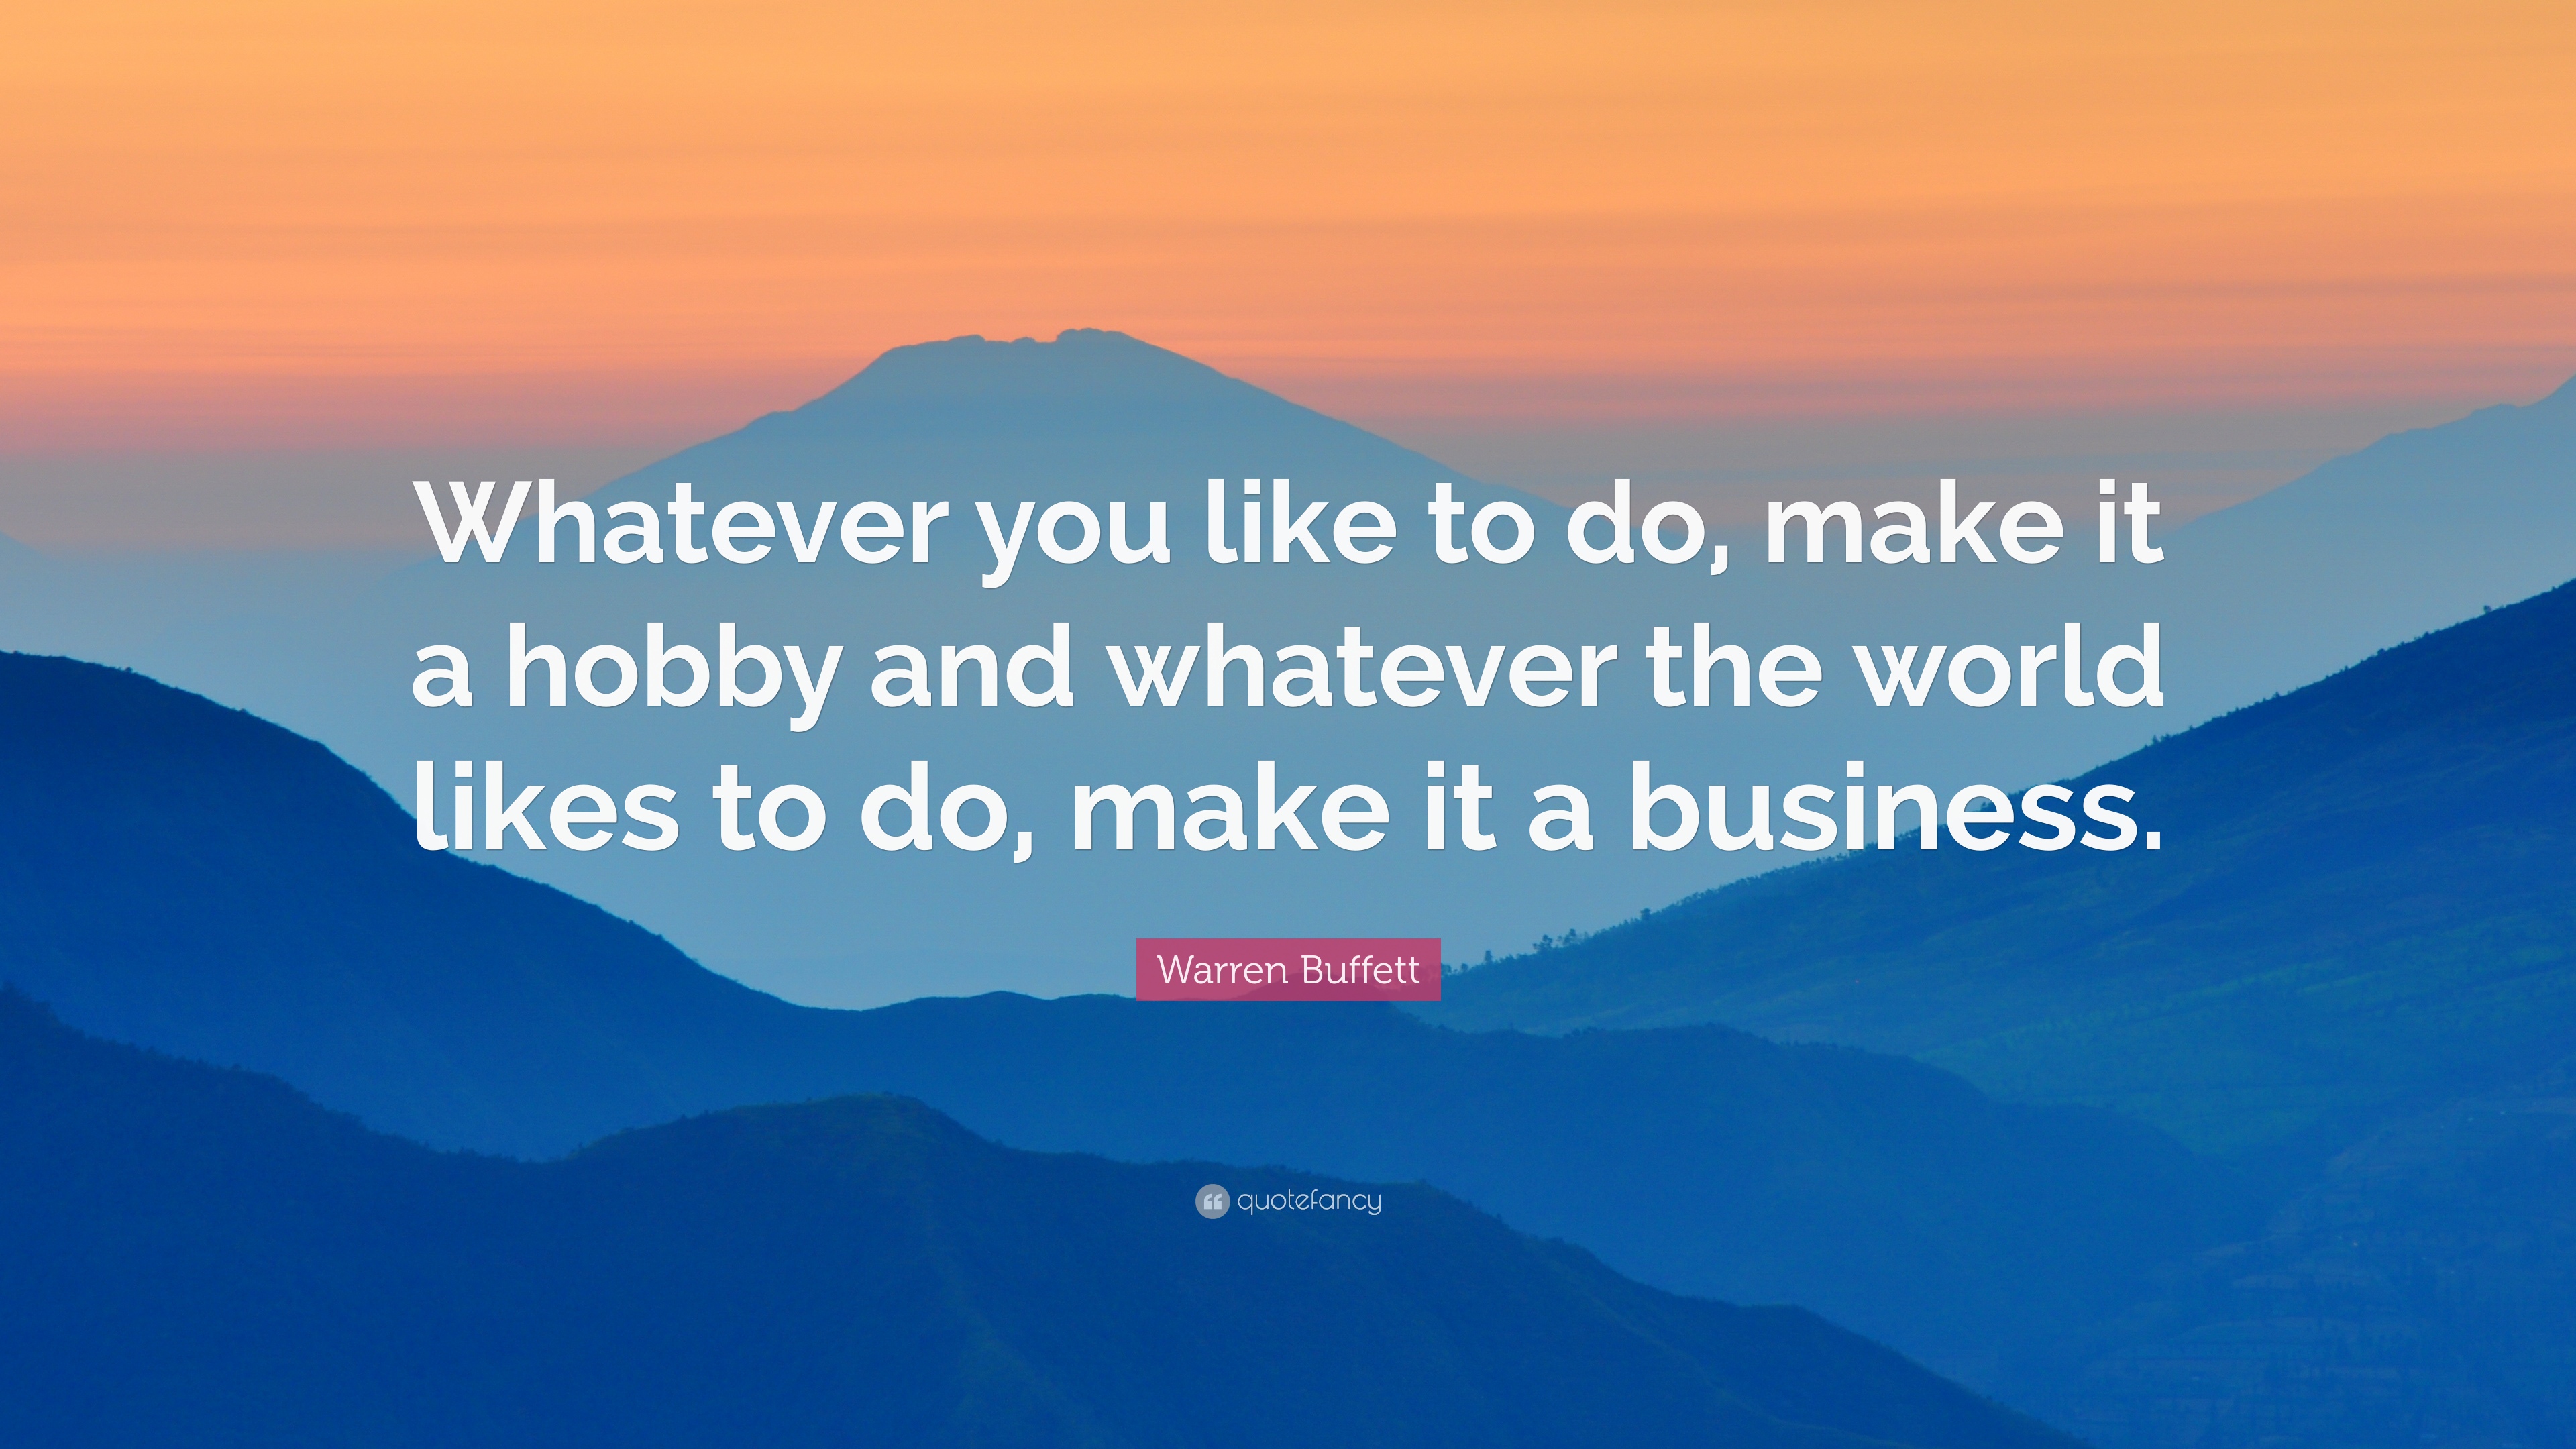 Whatever you like to do, make it
a hobby and whatever the world
likes to do, make it a business.
Warren Buffett
quotefancy